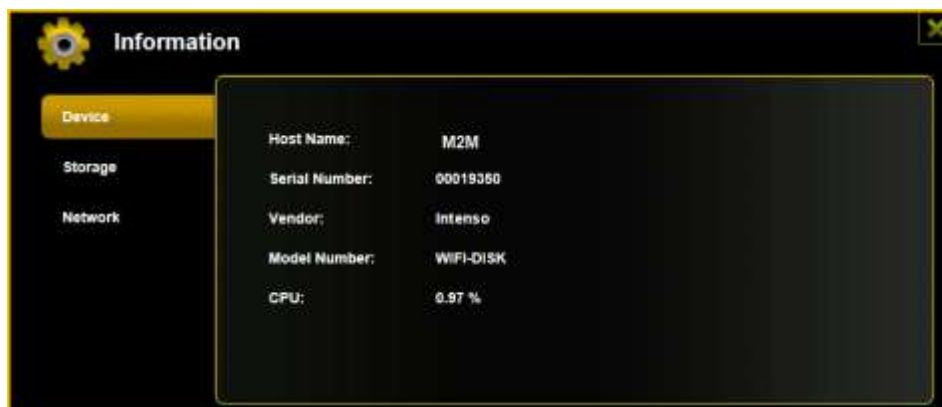 Information
Device
Storage
Network
Host Name: M2M
Serial Number: 00019350
Vendor: Intenso
Model Number: WIFI-DISK
CPU: 0.97 %